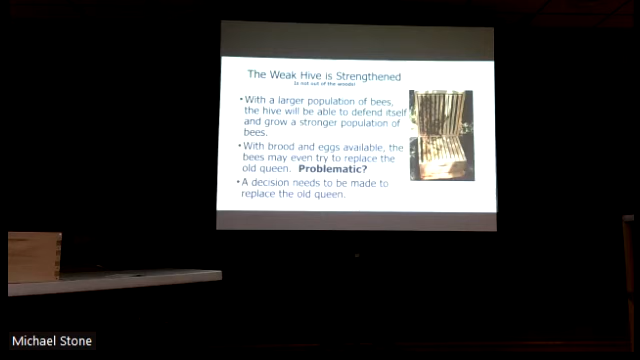 The Weak Hive is Strengthened
Is not out of the woods!
• With a larger population of bees,
the hive will be able to defend itself
and grow a stronger population of
bees.
• With brood and eggs available, the
bees may even try to replace the
old queen. Problematic?
• A decision needs to be made to
replace the old queen.
Michael Stone